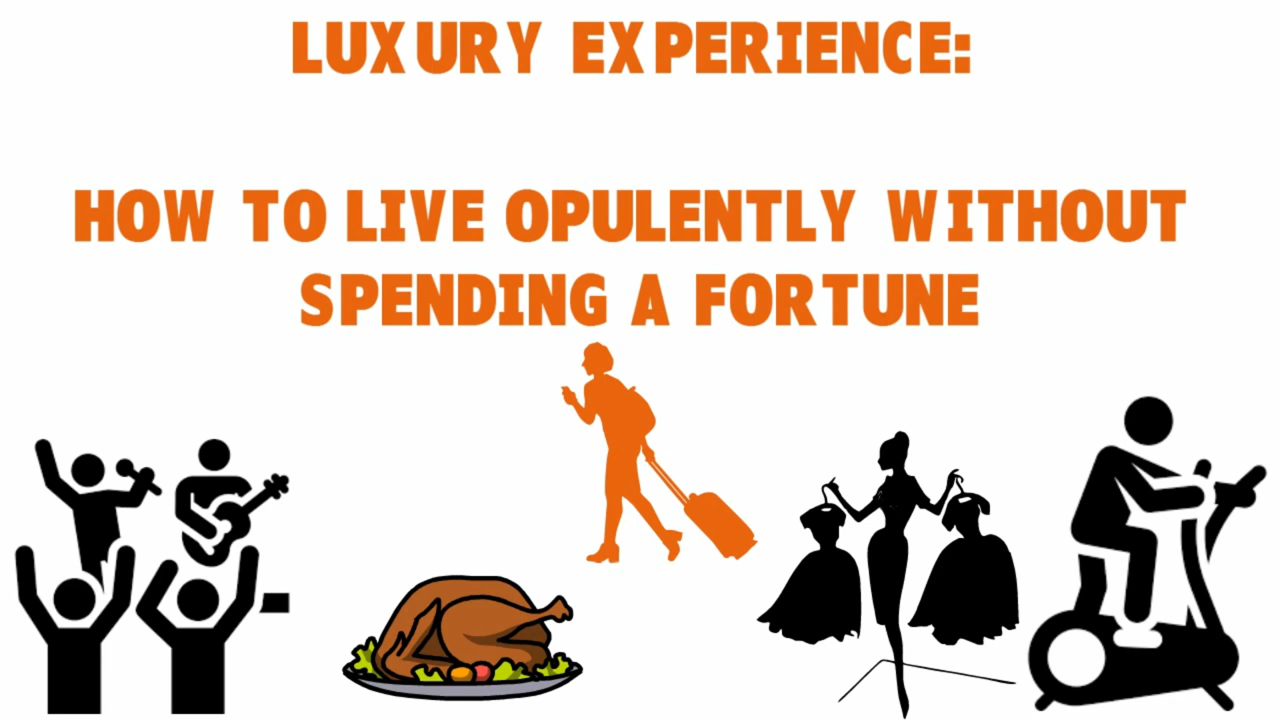 LUXURY EXPERIENCE:
HOW TO LIVE OPULENTLY WITHOUT
SPENDING A FORTUNE